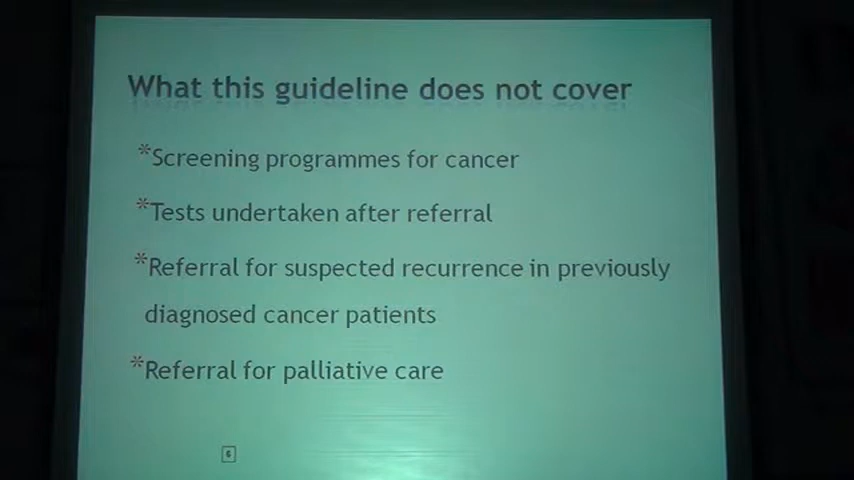 What this guideline does not cover
*Screening programmes for cancer
*Tests undertaken after referral
*Referral for suspected recurrence in previously
diagnosed cancer patients
*Referral for palliative care
6